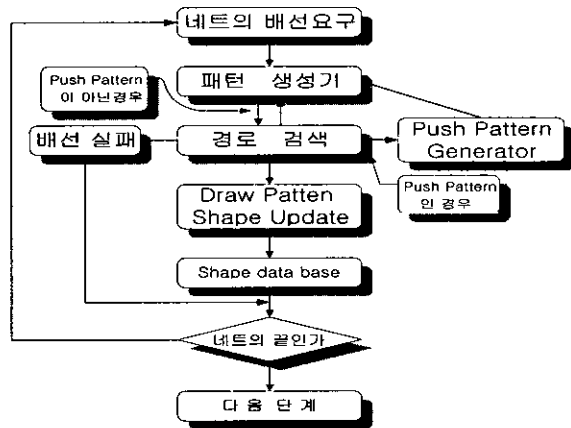 네트의 배선요구
Push Pattern
이 아닌경우
패턴 생성기
배선 실패
경로 검색
Push Pattern
Generator
Push Pattern
인 경우
Draw Patten
Shape Update
Shape data base
네트의 끝인가
다음 단계